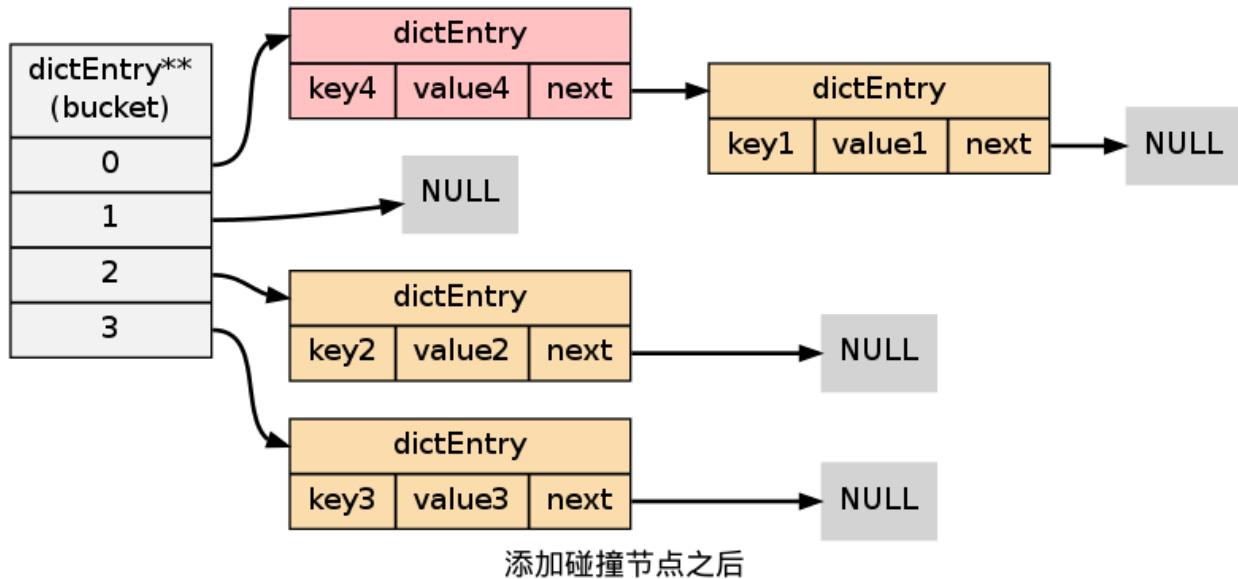 dictEntry**
(bucket)
0
1
2
3
dictEntry
key4 value4 next
dictEntry
key1 value1 next
NULL
NULL
dictEntry
key2 value2 next
NULL
dictEntry
key3 value3 next
NULL
添加碰撞节点之后